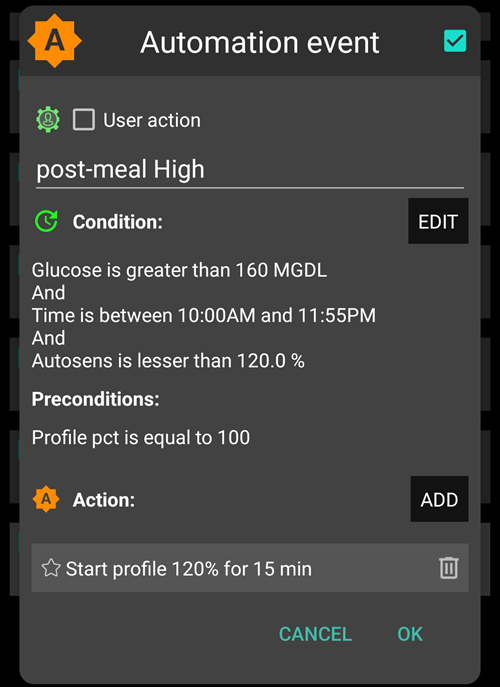 A
Automation event
User action
post-meal High
Condition:
EDIT
Glucose is greater than 160 MGDL
And
Time is between 10:00AM and 11:55PM
And
Autosens is lesser than 120.0 %
Preconditions:
Profile pct is equal to 100
A
Action:
ADD
Start profile 120% for 15 min
CANCEL
OK